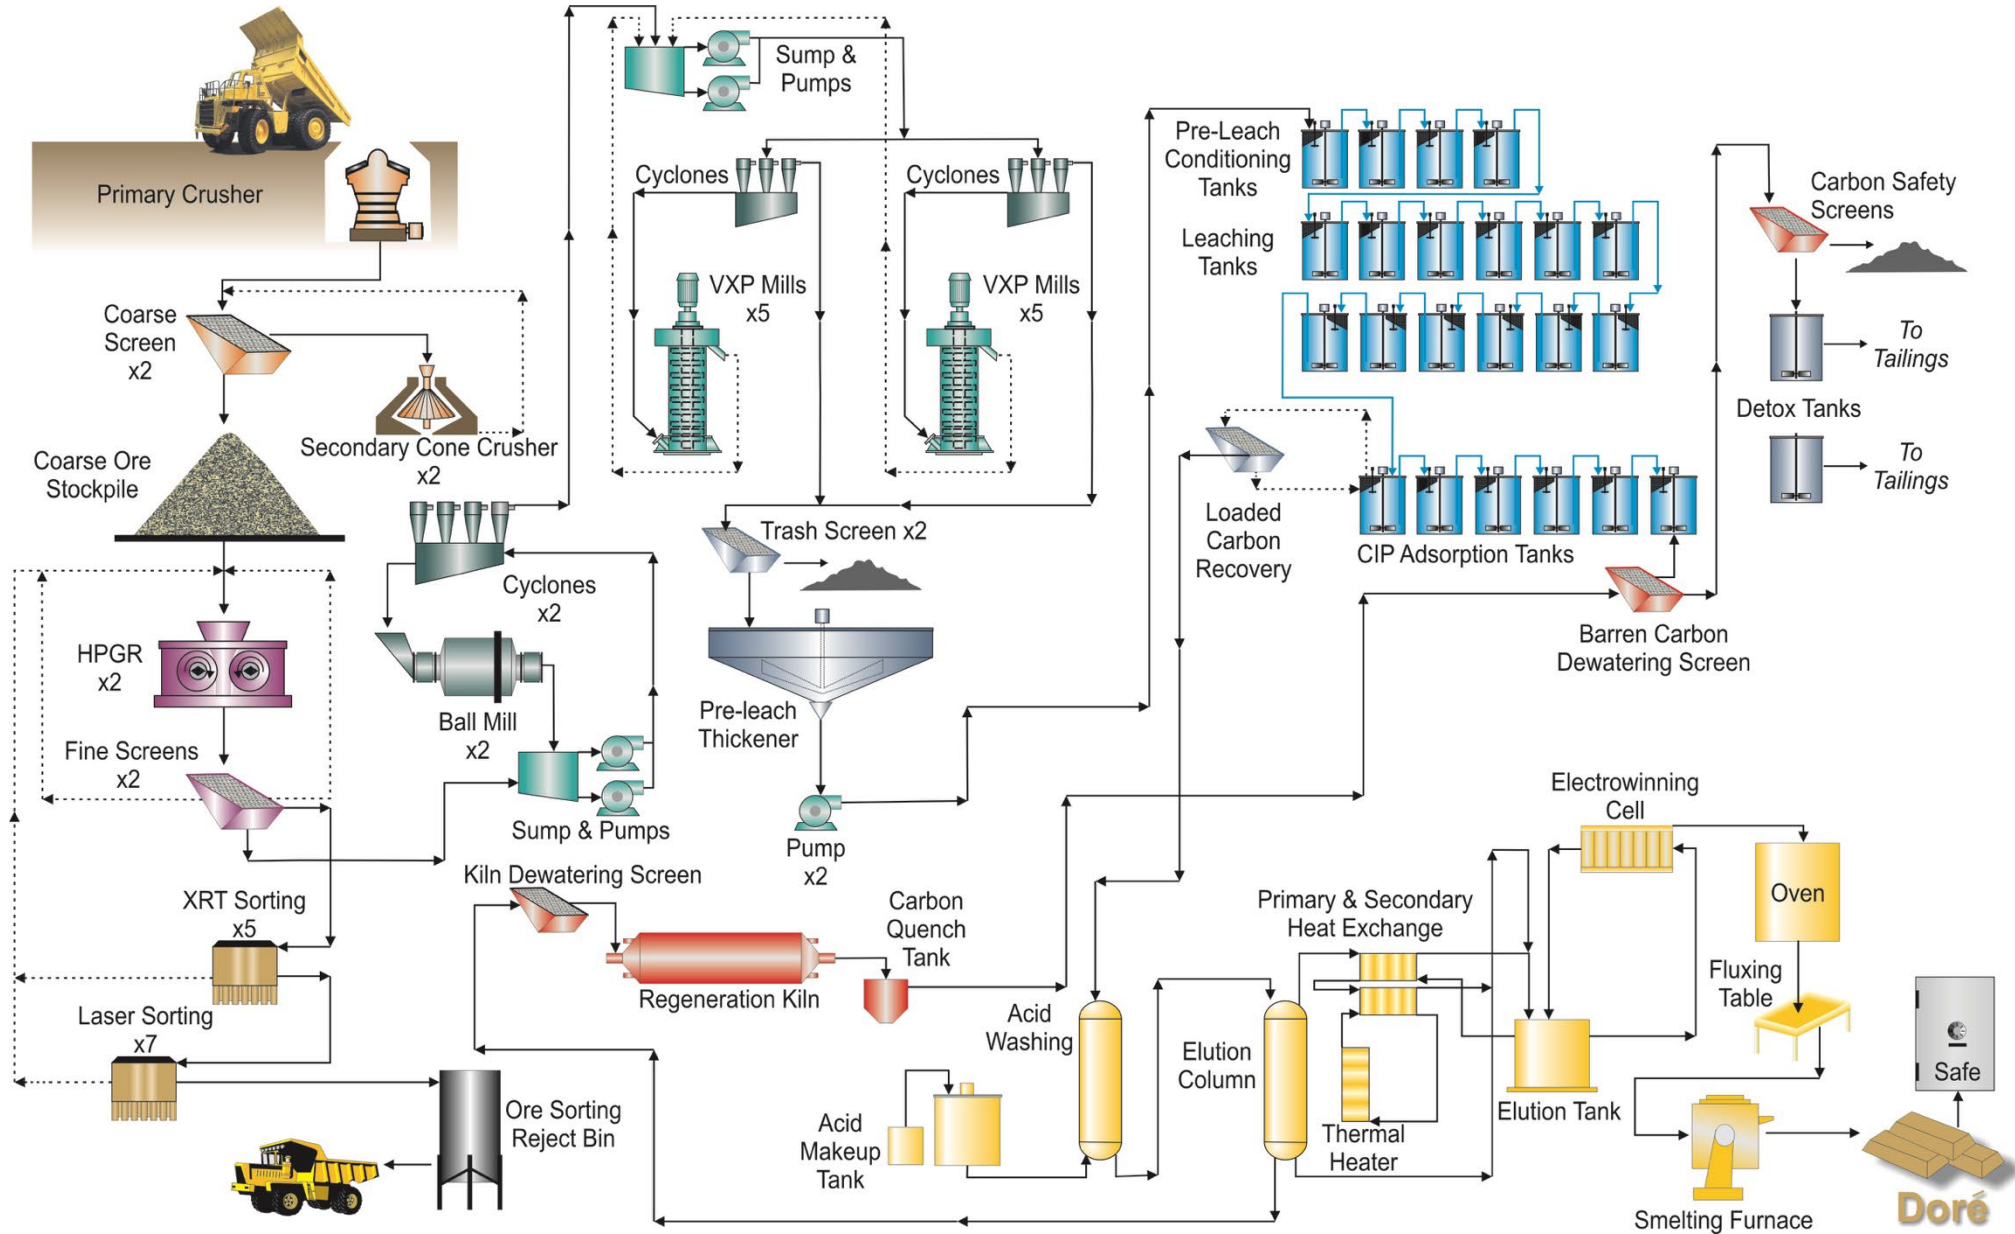 Primary Crusher
Coarse
Screen
x2
Secondary Cone Crusher
x2
Coarse Ore
Stockpile
HPGR
x2
Fine Screens
x2
XRT Sorting
x5
Laser Sorting
x7
Ore Sorting
Reject Bin
Cyclones
x2
Ball Mill
x2
Sump & Pumps
Sump &
Pumps
Cyclones
Cyclones
VXP Mills
x5
VXP Mills
x5
Trash Screen x2
Pre-leach
Thickener
Pump
x2
Pre-Leach
Conditioning
Tanks
Leaching
Tanks
Loaded
Carbon
Recovery
CIP Adsorption Tanks
Barren Carbon
Dewatering Screen
Carbon Safety
Screens
To
Tailings
Detox Tanks
To
Tailings
Kiln Dewatering Screen
Regeneration Kiln
Carbon
Quench
Tank
Acid
Washing
Acid
Makeup
Tank
Elution
Column
Primary & Secondary
Heat Exchange
Thermal
Heater
Elution Tank
Electrowinning
Cell
Oven
Fluxing
Table
Smelting Furnace
Safe
Doré